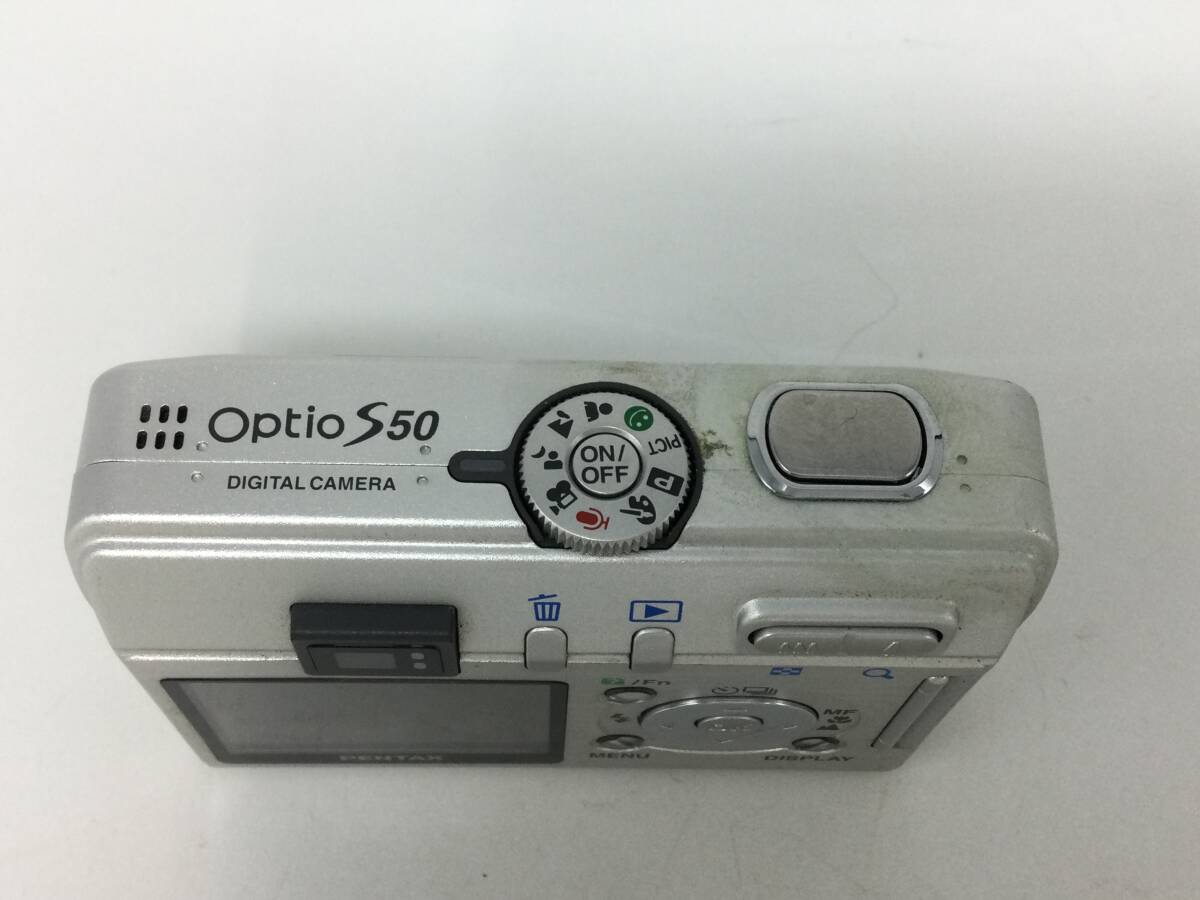 Optio S50
DIGITAL CAMERA
ON/
OFF
PICT
P
/Fn
MF
MENU
DISPLAY
PENTAX